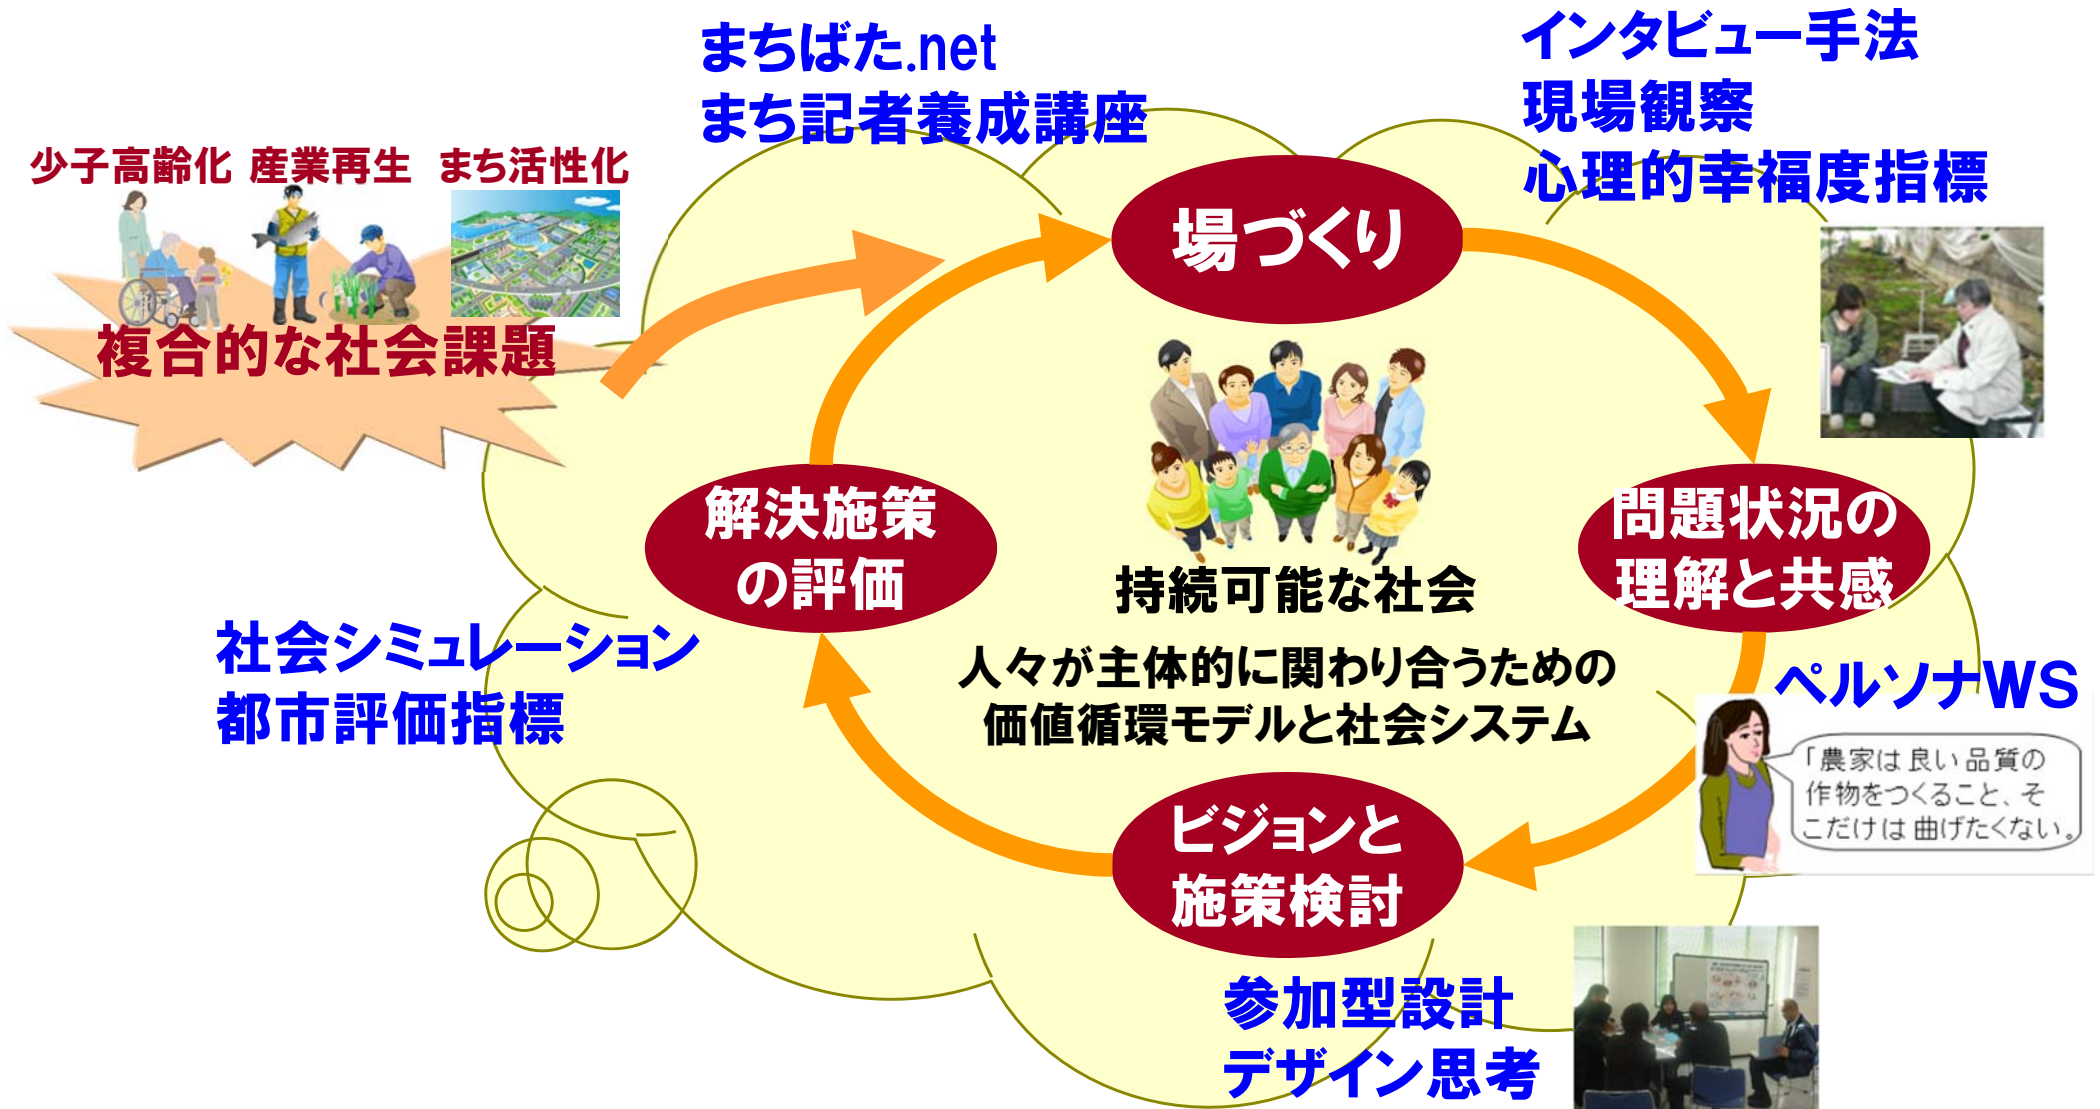 まちばた.net
まち記者養成講座
インタビュー手法
現場観察
心理的幸福度指標
少子高齢化 産業再生 まち活性化
複合的な社会課題
場づくり
解決施策
の評価
問題状況の
理解と共感
持続可能な社会
人々が主体的に関わり合うための
価値循環モデルと社会システム
社会シミュレーション
都市評価指標
ペルソナWS
「農家は良い品質の
作物をつくること、そ
こだけは曲げたくない。
ビジョンと
施策検討
参加型設計
デザイン思考